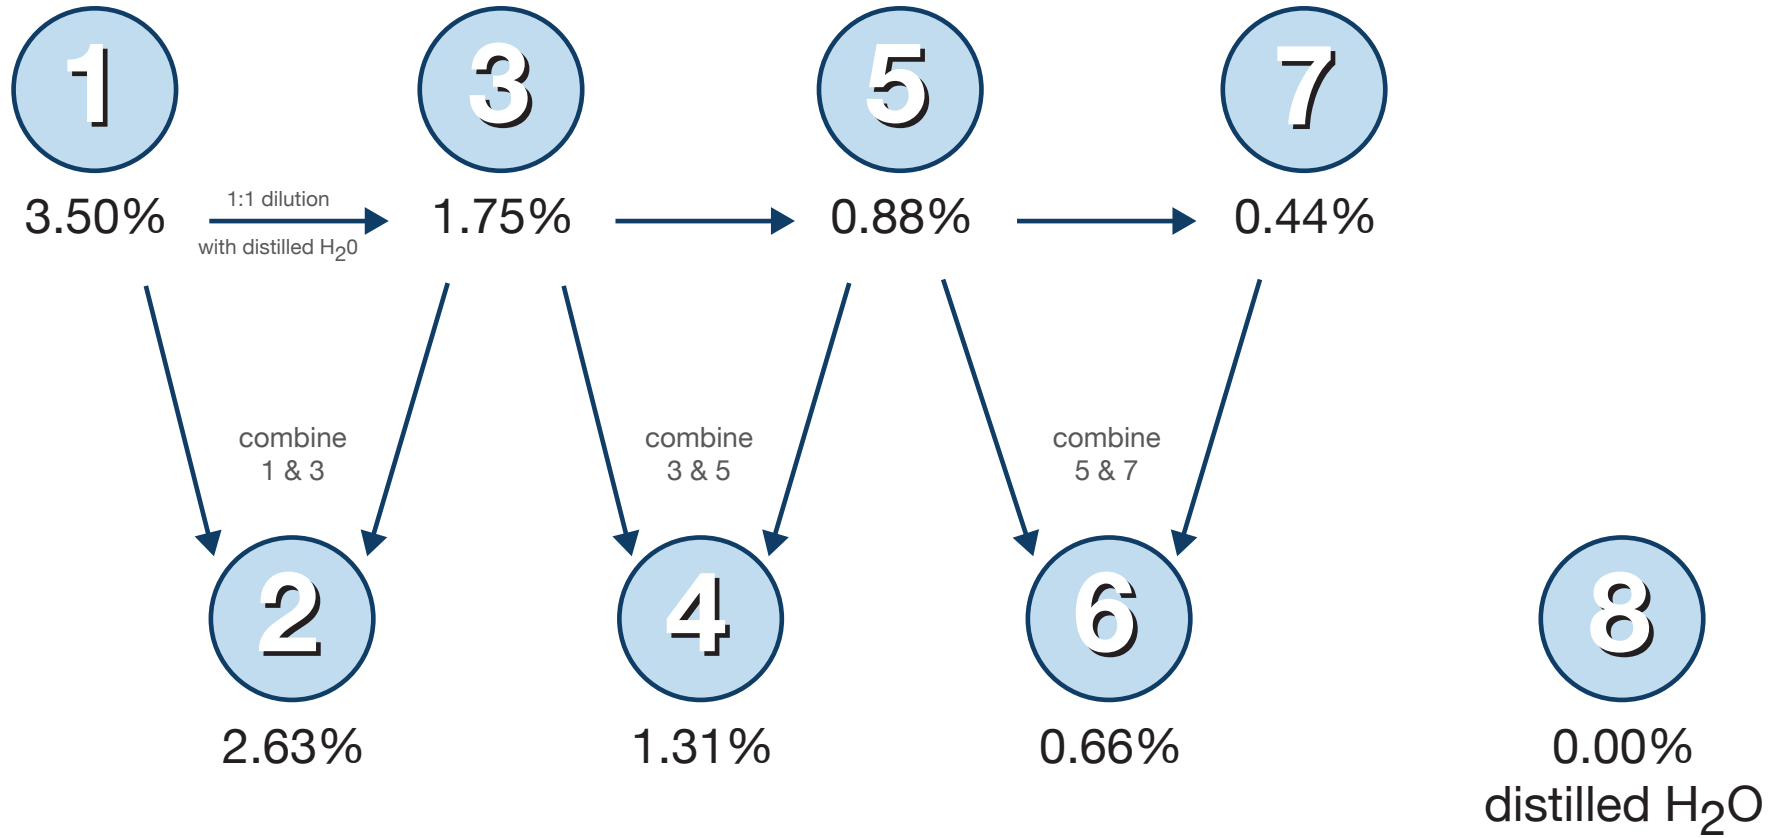 1
3
5
7
3.50%
1:1 dilution
with distilled H20
1.75%
0.88%
0.44%
combine
1 & 3
combine
3 & 5
combine
5 & 7
2
4
6
8
2.63%
1.31%
0.66%
0.00%
distilled H2O